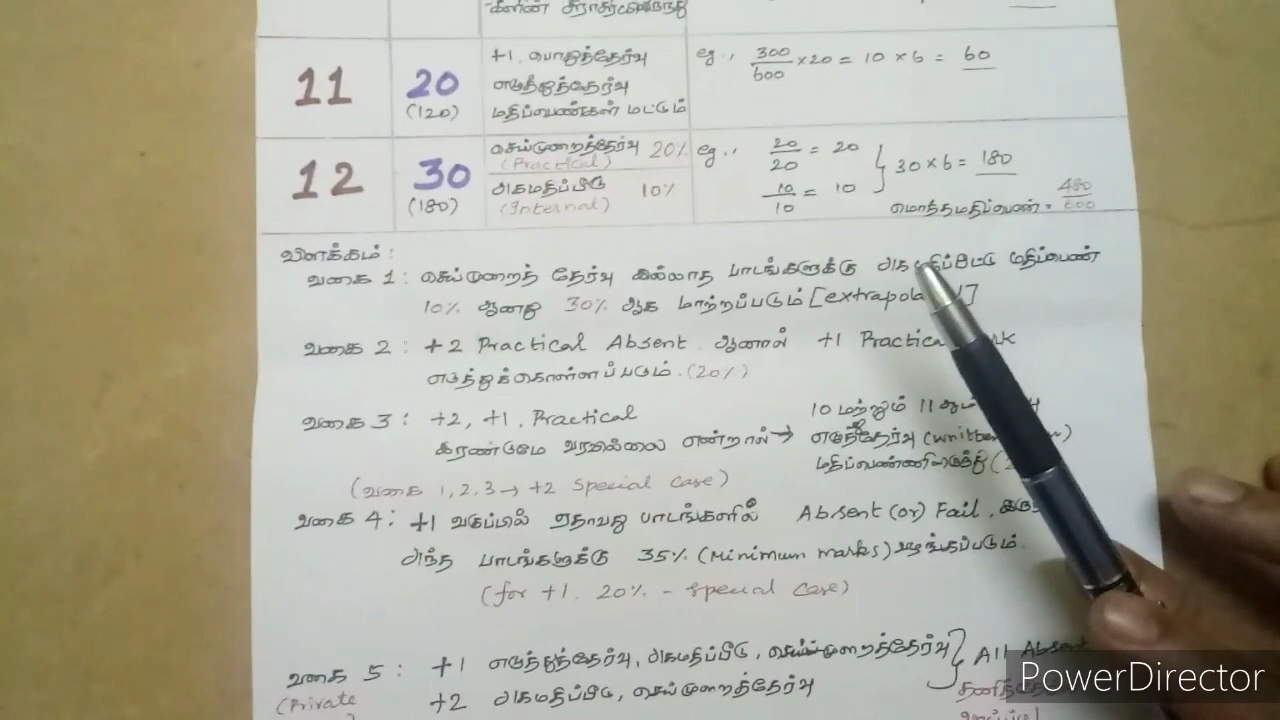 களின் சராசரியிலிருந்து
11
20
(120)
+1 பொதுத்தேர்வு
எழுத்துத்தேர்வு
மதிப்பெண்கள் மட்டும்
eg., 300/600 × 20 = 10 × 6 = 60
12
30
(180)
செய்முறைத்தேர்வு 20%
(Practical)
அகமதிப்பீடு 10%
(Internal)
eg., 20/20 = 20
10/10 = 10
} 30 × 6 = 180
மொத்தமதிப்பெண் = 480/600
விளக்கம் :
வகை 1 : செய்முறைத் தேர்வு இல்லாத பாடங்களுக்கு அகமதிப்பீட்டு மதிப்பெண்
10% ஆனது 30% ஆக மாற்றப்படும் [extrapola
வகை 2 : +2 Practical Absent ஆனால் +1 Practical
எடுத்துக்கொள்ளப்படும். (20%)
வகை 3 : +2, +1, Practical
இரண்டுமே வரவில்லை என்றால் →
10 மற்றும் 11 ஆம்
எழுத்தேர்வு (written
மதிப்பெண்ணிலிருந்து
(வகை 1, 2, 3 → +2 Special case)
வகை 4 : +1 வகுப்பில் ஏதாவது பாடங்களில் Absent (or) Fail
அந்த பாடங்களுக்கு 35% (Minimum marks) வழங்கப்படும்.
(for +1. 20% - Special case)
வகை 5 : +1 எழுத்துத்தேர்வு, அகமதிப்பீடு, செய்முறைத்தேர்வு } All Absent
(Private +2 அகமதிப்பீடு, செய்முறைத்தேர்வு
PowerDirector